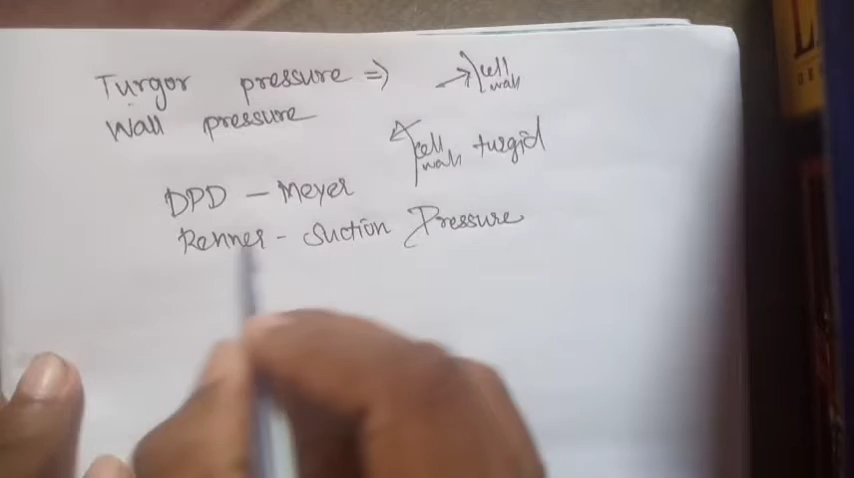 Turgor pressure ⇒ → cell wall
Wall pressure
cell wall turgid
DPD - Meyer
Renner - Suction Pressure